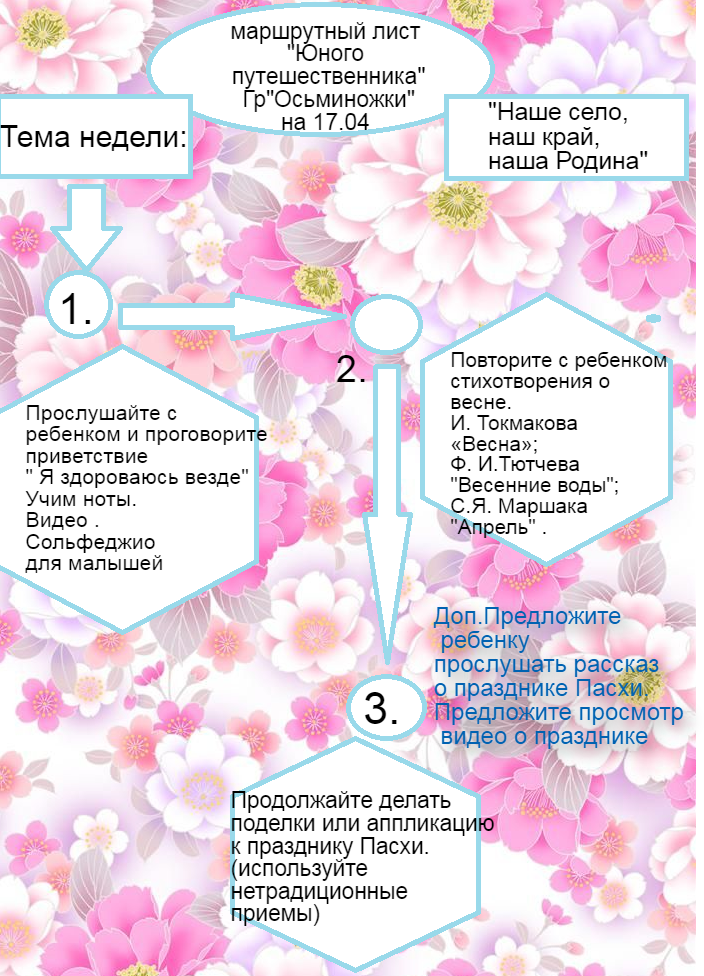 маршрутный лист
"Юного
путешественника"
Гр"Осьминожки"
на 17.04
Тема недели:
"Наше село,
наш край,
наша Родина"
1.
Прослушайте с
ребенком и проговорите
приветствие
" Я здороваюсь везде"
Учим ноты.
Видео .
Сольфеджио
для малышей
2.
Повторите с ребенком
стихотворения о
весне.
И. Токмакова
«Весна»;
Ф. И.Тютчева
"Весенние воды";
С.Я. Маршака
"Апрель" .
Доп.Предложите
ребенку
прослушать рассказ
о празднике Пасхи.
Предложите просмотр
видео о празднике
3.
Продолжайте делать
поделки или аппликацию
к празднику Пасхи.
(используйте
нетрадиционные
приемы)